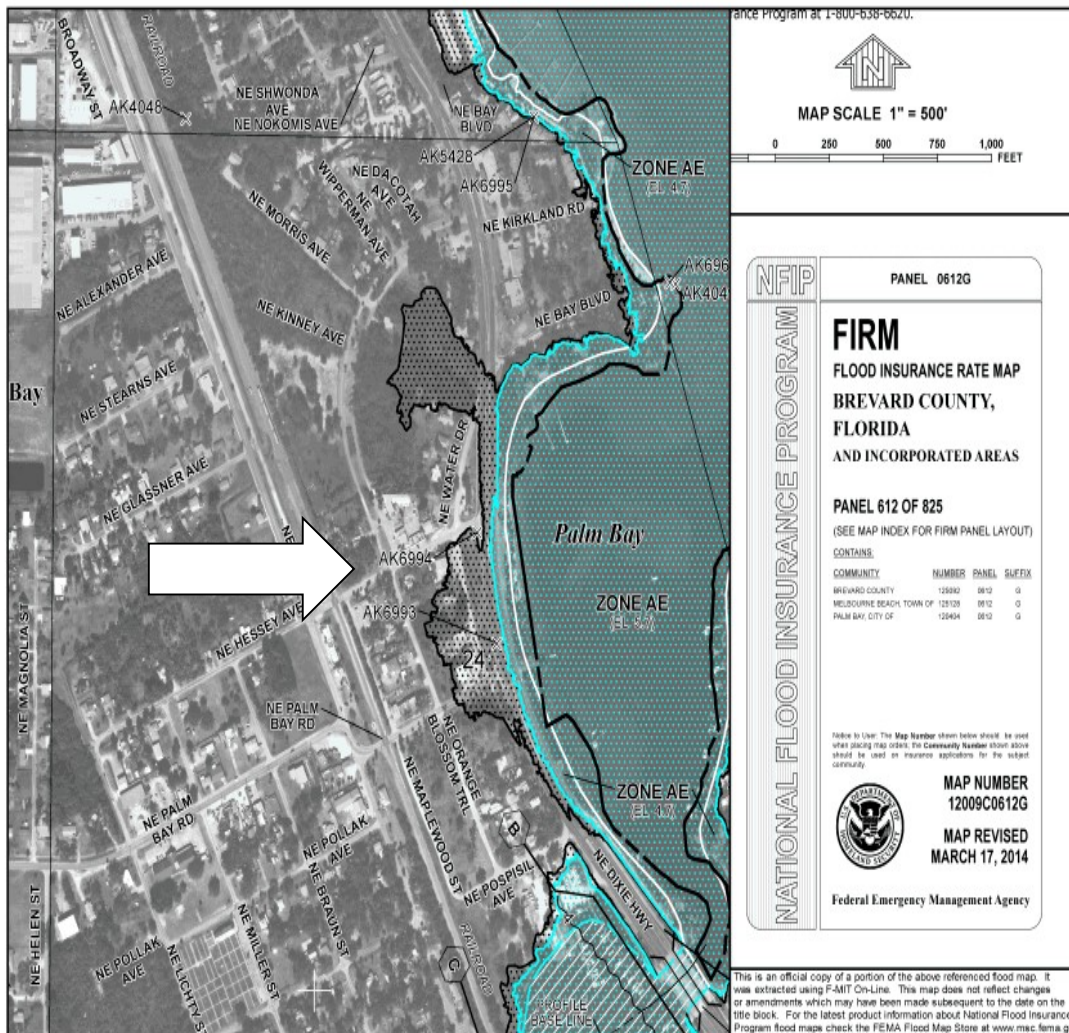 rance Program at 1-800-638-6620.
MAP SCALE 1" = 500'
0 250 500 750 1,000
FEET
NFIP
NATIONAL FLOOD INSURANCE PROGRAM
PANEL 0612G
FIRM
FLOOD INSURANCE RATE MAP
BREVARD COUNTY,
FLORIDA
AND INCORPORATED AREAS
PANEL 612 OF 825
(SEE MAP INDEX FOR FIRM PANEL LAYOUT)
CONTAINS:
COMMUNITY NUMBER PANEL SUFFIX
BREVARD COUNTY 125092 0612 G
MELBOURNE BEACH, TOWN OF 125128 0612 G
PALM BAY, CITY OF 120404 0612 G
Notice to User: The Map Number shown below should be used
when placing map orders; the Community Number shown above
should be used on insurance applications for the subject
community.
U.S. DEPARTMENT OF
HOMELAND SECURITY
MAP NUMBER
12009C0612G
MAP REVISED
MARCH 17, 2014
Federal Emergency Management Agency
This is an official copy of a portion of the above referenced flood map. It
was extracted using F-MIT On-Line. This map does not reflect changes
or amendments which may have been made subsequent to the date on the
title block. For the latest product information about National Flood Insurance
Program flood maps check the FEMA Flood Map Store at www.msc.fema.g
BROADWAY ST
RAILROAD
AK4048
NE SHWONDA
AVE
NE NOKOMIS AVE
NE BAY
BLVD
AK5428
AK6995
ZONE AE
(EL 4.7)
NE DACOTAH
AVE
NE
WIPPERMAN AVE
NE MORRIS AVE
NE KIRKLAND RD
NE ALEXANDER AVE
AK696
AK404
NE KINNEY AVE
NE BAY BLVD
NE STEARNS AVE
Bay
NE GLASSNER AVE
NE WATER DR
NE
AK6994
Palm Bay
ZONE AE
(EL 5.7)
AK6993
NE HESSEY AVE
24
NE MAGNOLIA ST
NE PALM
BAY RD
NE ORANGE
BLOSSOM TRL
NE MAPLEWOOD ST
ZONE AE
(EL 4.7)
NE PALM
BAY RD
B
NE POLLAK
AVE
NE DIXIE HWY
NE POSPISIL
AVE
NE BRAUN ST
NE HELEN ST
NE MILLER ST
A
NE POLLAK
AVE
NE LICHTY ST
C
RAILROAD
PROFILE
BASE LINE